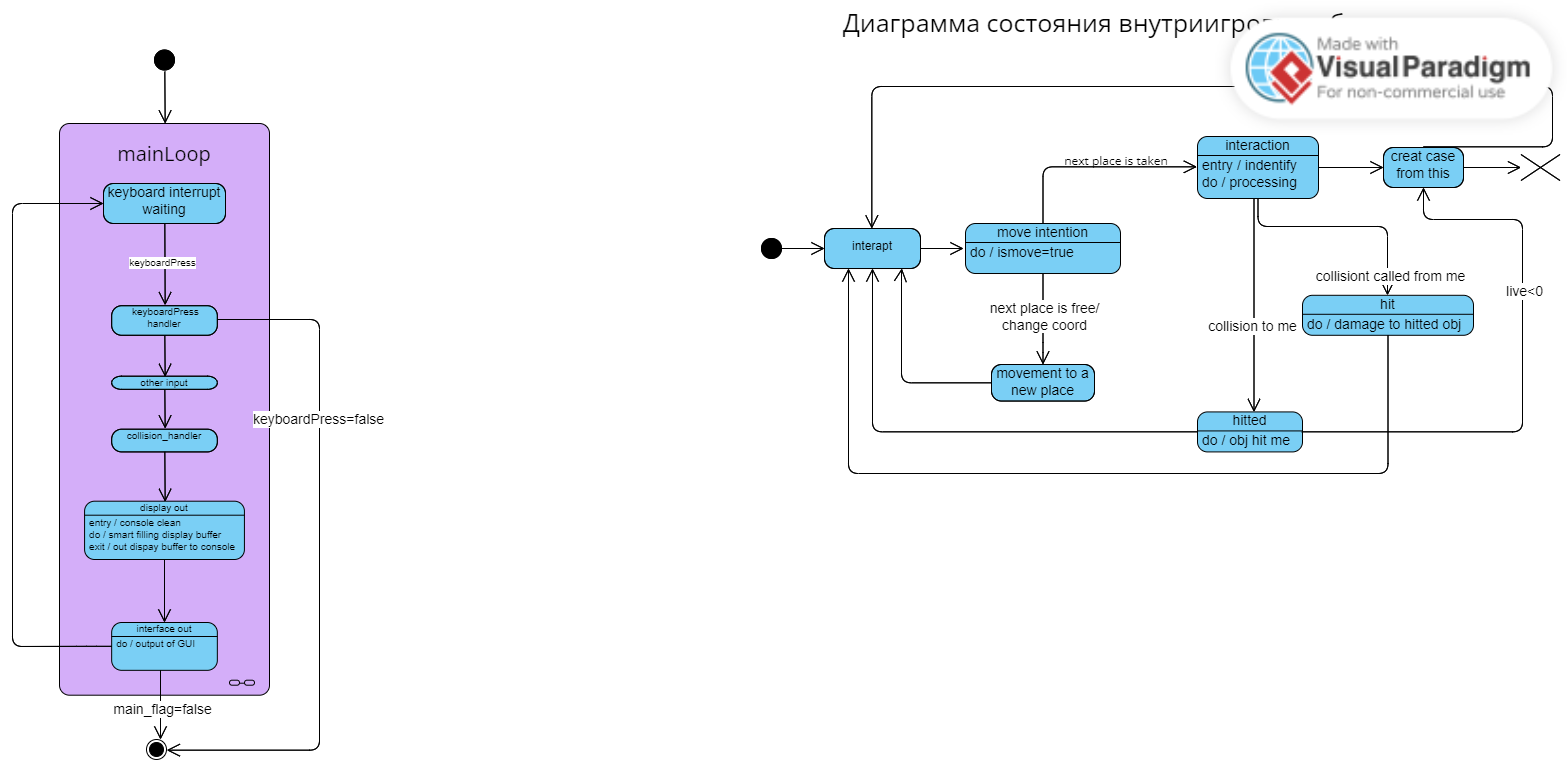 Диаграмма состояния
Made with
Visual Paradigm
For non-commercial use
mainLoop
keyboard interrupt
waiting
keyboardPress
keyboardPress
handler
other input
collision_handler
keyboardPress=false
display out
entry / console clean
do / smart filling display buffer
exit / out dispay buffer to console
interface out
do / output of GUI
main_flag=false
interapt
move intention
do / ismove=true
next place is taken
interaction
entry / indentify
do / processing
creat case
from this
next place is free/
change coord
movement to a
new place
collision to me
collisiont called from me
hit
do / damage to hitted obj
live<0
hitted
do / obj hit me